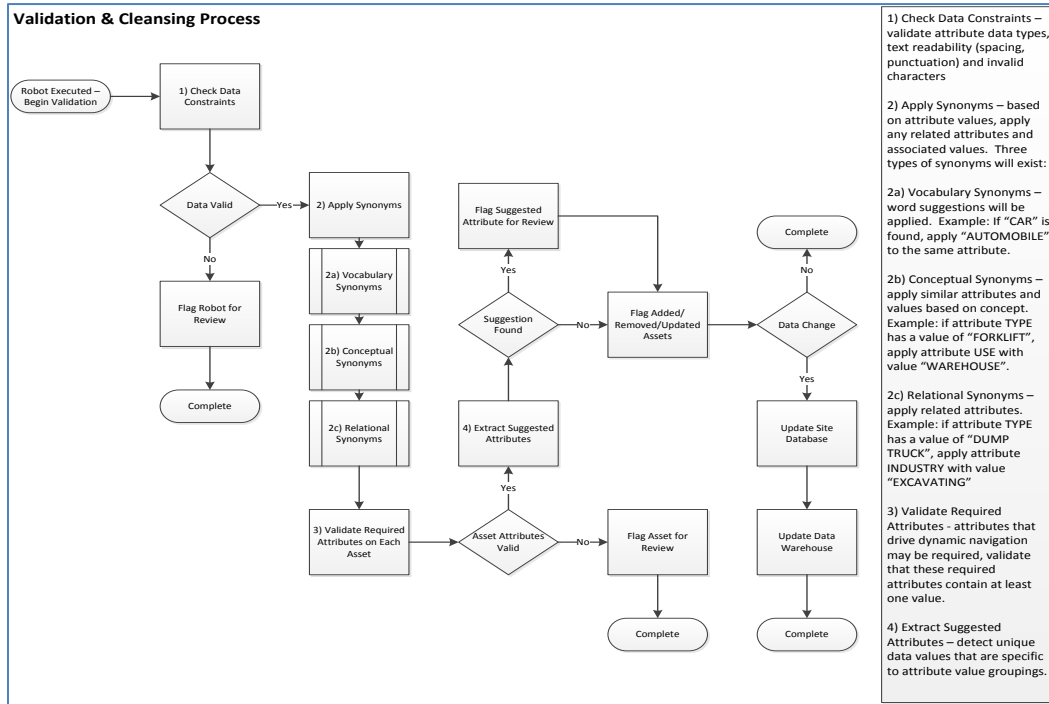 Validation & Cleansing Process
Robot Executed –
Begin Validation
1) Check Data
Constraints
Data Valid
Yes
No
Flag Robot for
Review
Complete
2) Apply Synonyms
2a) Vocabulary
Synonyms
2b) Conceptual
Synonyms
2c) Relational
Synonyms
3) Validate Required
Attributes on Each
Asset
Asset Attributes
Valid
No
Flag Asset for
Review
Complete
Yes
4) Extract Suggested
Attributes
Suggestion
Found
Yes
Flag Suggested
Attribute for Review
No
Flag Added/
Removed/Updated
Assets
Data Change
No
Complete
Yes
Update Site
Database
Update Data
Warehouse
Complete
1) Check Data Constraints –
validate attribute data types,
text readability (spacing,
punctuation) and invalid
characters
2) Apply Synonyms – based
on attribute values, apply
any related attributes and
associated values. Three
types of synonyms will exist:
2a) Vocabulary Synonyms –
word suggestions will be
applied. Example: If “CAR” is
found, apply “AUTOMOBILE”
to the same attribute.
2b) Conceptual Synonyms –
apply similar attributes and
values based on concept.
Example: if attribute TYPE
has a value of “FORKLIFT”,
apply attribute USE with
value “WAREHOUSE”.
2c) Relational Synonyms –
apply related attributes.
Example: if attribute TYPE
has a value of “DUMP
TRUCK”, apply attribute
INDUSTRY with value
“EXCAVATING”
3) Validate Required
Attributes - attributes that
drive dynamic navigation
may be required, validate
that these required
attributes contain at least
one value.
4) Extract Suggested
Attributes – detect unique
data values that are specific
to attribute value groupings.